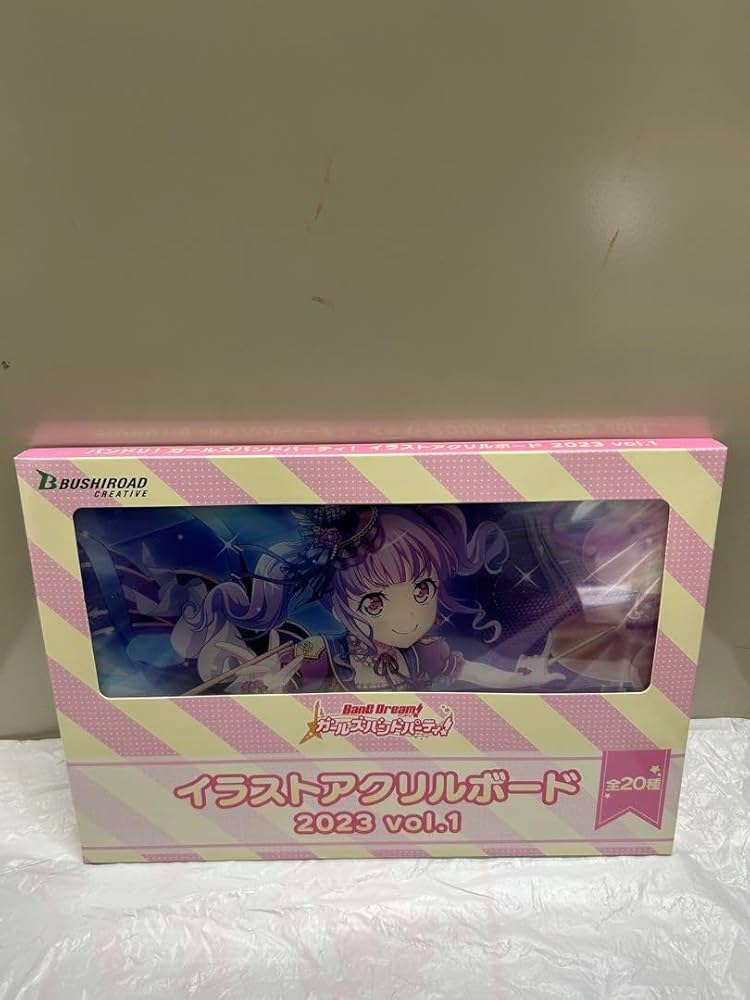 バンドリ！ガールズバンドパーティ！ イラストアクリルボード 2023 vol.1
BUSHIROAD
CREATIVE
BanG Dream!
ガールズバンドパーティ!
イラストアクリルボード
2023 vol.1
全20種